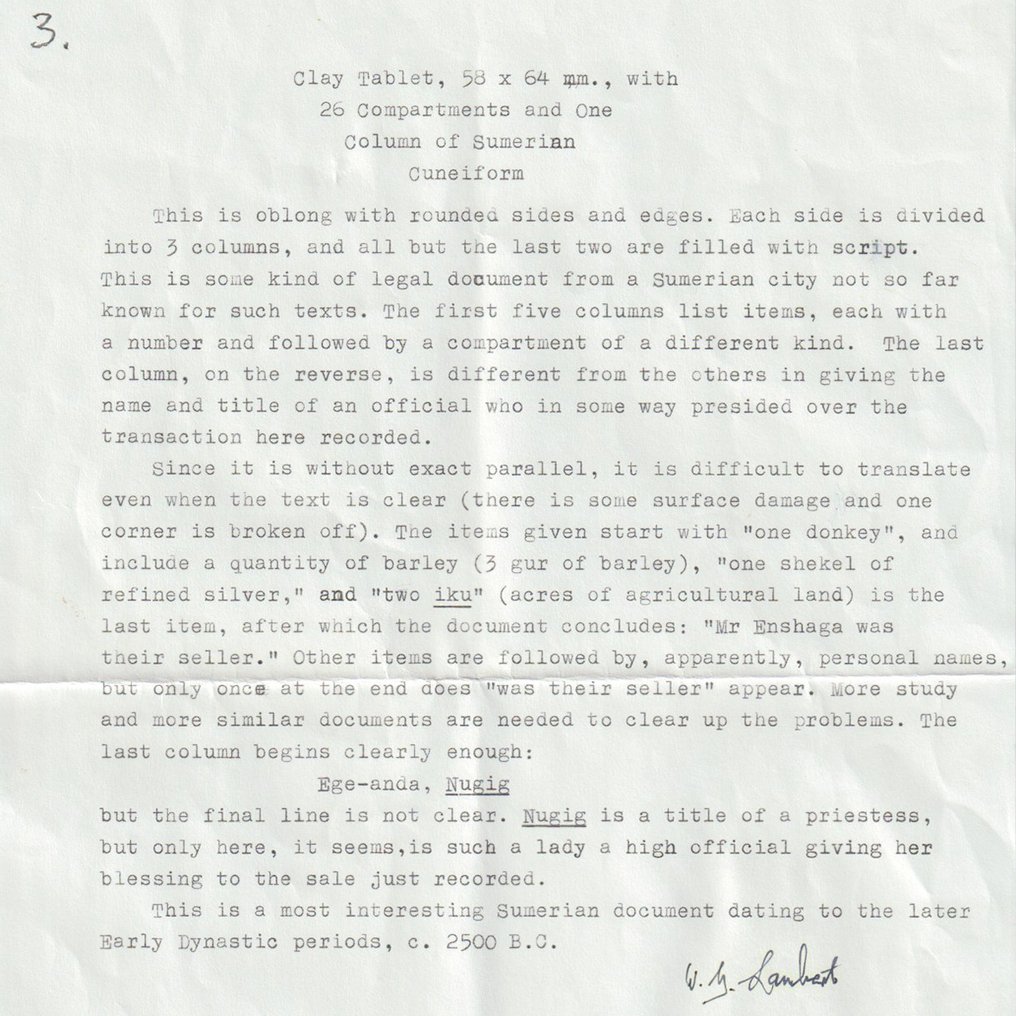 3.
Clay Tablet, 58 x 64 mm., with
26 Compartments and One
Column of Sumerian
Cuneiform
This is oblong with rounded sides and edges. Each side is divided
into 3 columns, and all but the last two are filled with script.
This is some kind of legal document from a Sumerian city not so far
known for such texts. The first five columns list items, each with
a number and followed by a compartment of a different kind. The last
column, on the reverse, is different from the others in giving the
name and title of an official who in some way presided over the
transaction here recorded.
Since it is without exact parallel, it is difficult to translate
even when the text is clear (there is some surface damage and one
corner is broken off). The items given start with "one donkey", and
include a quantity of barley (3 gur of barley), "one shekel of
refined silver," and "two iku" (acres of agricultural land) is the
last item, after which the document concludes: "Mr Enshaga was
their seller." Other items are followed by, apparently, personal names,
but only once at the end does "was their seller" appear. More study
and more similar documents are needed to clear up the problems. The
last column begins clearly enough:
Ege-anda, Nugig
but the final line is not clear. Nugig is a title of a priestess,
but only here, it seems,is such a lady a high official giving her
blessing to the sale just recorded.
This is a most interesting Sumerian document dating to the later
Early Dynastic periods, c. 2500 B.C.
W. G. Lambert